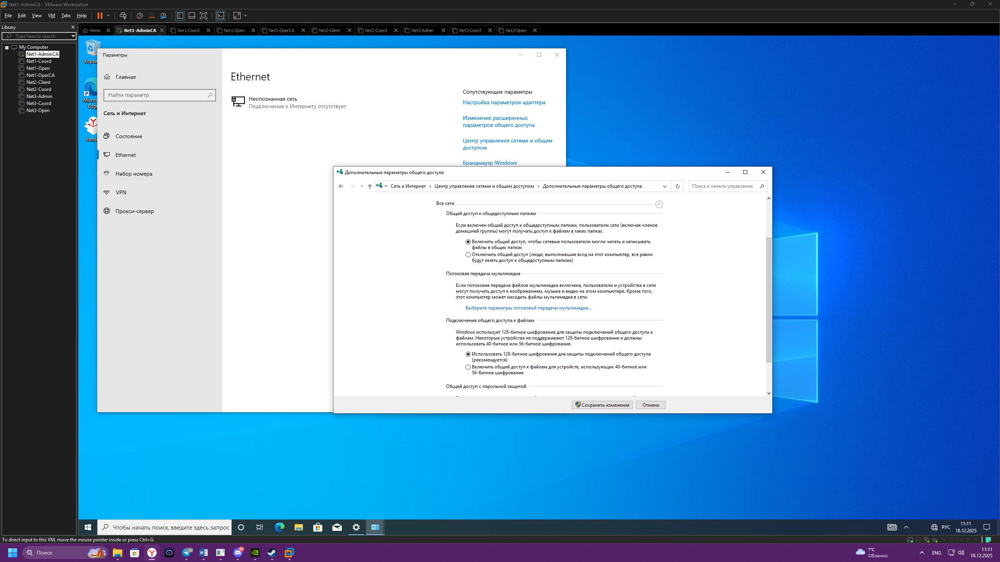 Net1-AdminCA - VMware Workstation
File Edit View VM Tabs Help
Library
Type here to search
My Computer
Net1-AdminCA
Net1-Coord
Net1-Open
Net1-OperCA
Net2-Client
Net2-Coord
Net3-Admin
Net3-Coord
Net3-Open
Home Net1-AdminCA Net1-Coord Net1-Open Net1-OperCA Net2-Client Net2-Coord Net3-Admin Net3-Coord Net3-Open
Параметры
Главная
Найти параметр
Сеть и Интернет
Состояние
Ethernet
Набор номера
VPN
Прокси-сервер
Ethernet
Неопознанная сеть
Подключение к Интернету отсутствует
Сопутствующие параметры
Настройка параметров адаптера
Изменение расширенных
параметров общего доступа
Центр управления сетями и общим
доступом
Брандмауэр Windows
Дополнительные параметры общего доступа
« Сеть и Интернет › Центр управления сетями и общим доступом › Дополнительные параметры общего доступа
Поиск в панели управления
Все сети
Общий доступ к общедоступным папкам
Если включен общий доступ к общедоступным папкам, пользователи сети (включая членов
домашней группы) могут получать доступ к файлам в таких папках.
Включить общий доступ, чтобы сетевые пользователи могли читать и записывать
файлы в общих папках
Отключить общий доступ (люди, выполнившие вход на этот компьютер, все равно
будут иметь доступ к общедоступным папкам)
Потоковая передача мультимедиа
Если потоковая передача файлов мультимедиа включена, пользователи и устройства в сети
могут получать доступ к изображениям, музыке и видео на этом компьютере. Кроме того,
этот компьютер может находить файлы мультимедиа в сети.
Выберите параметры потоковой передачи мультимедиа...
Подключения общего доступа к файлам
Windows использует 128-битное шифрование для защиты подключений общего доступа к
файлам. Некоторые устройства не поддерживают 128-битное шифрование и должны
использовать 40-битное или 56-битное шифрование.
Использовать 128-битное шифрование для защиты подключений общего доступа
(рекомендуется)
Включить общий доступ к файлам для устройств, использующих 40-битное или
56-битное шифрование
Общий доступ с парольной защитой
Сохранить изменения
Отмена
Чтобы начать поиск, введите здесь запрос
РУС
11:11
18.12.2025
To direct input to this VM, move the mouse pointer inside or press Ctrl+G.
Поиск
32
9+
1°C
Облачно
ENG
11:11
18.12.2025